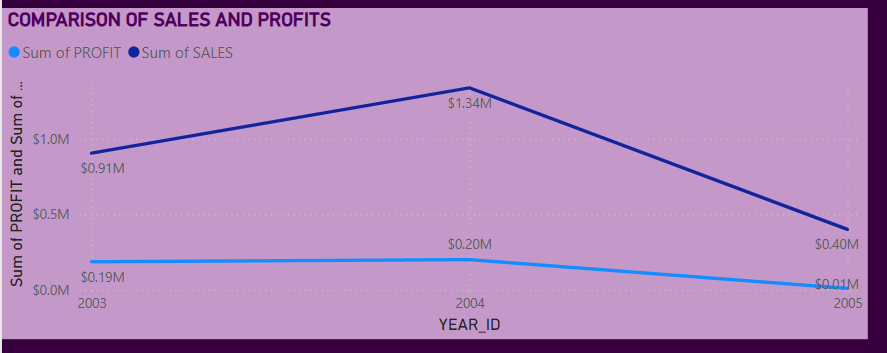 COMPARISON OF SALES AND PROFITS
Sum of PROFIT Sum of SALES
Sum of PROFIT and Sum of ...
$1.0M
$0.5M
$0.0M
$0.91M
$1.34M
$0.40M
$0.19M
$0.20M
$0.01M
2003 2004 2005
YEAR_ID